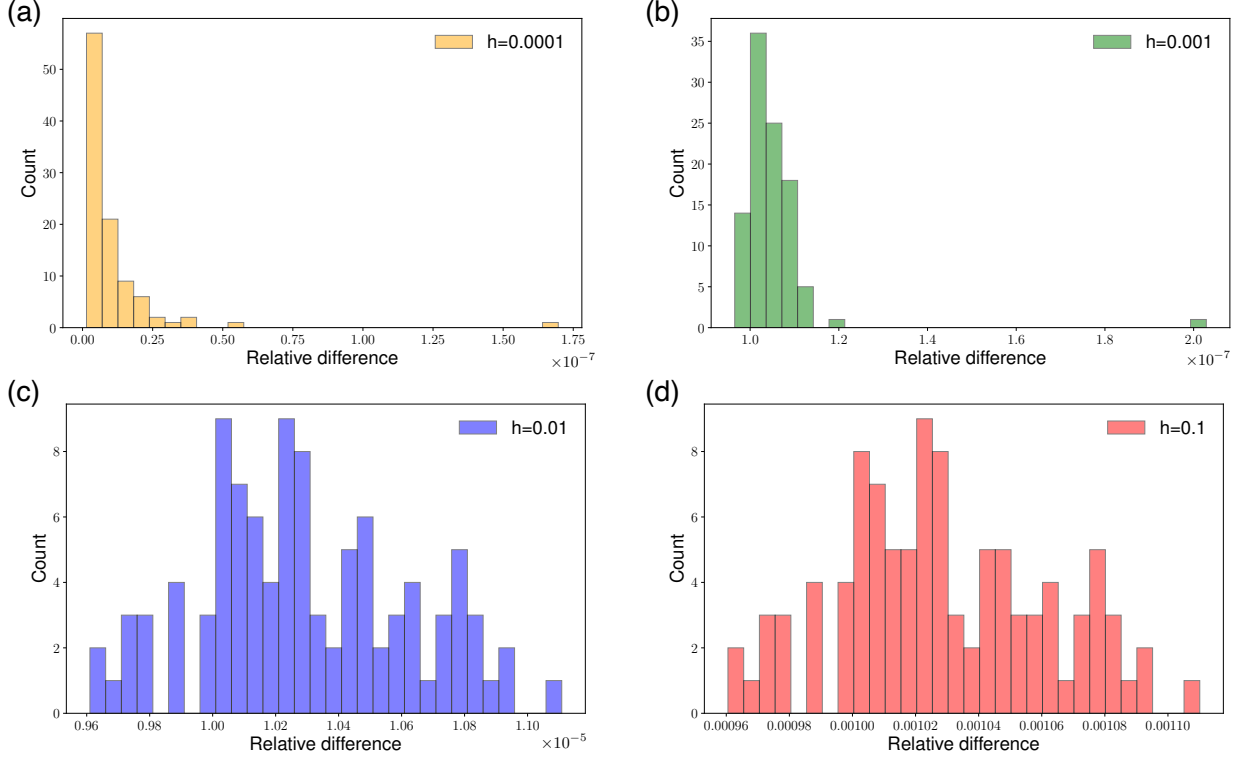 (a)
h=0.0001
Count
50
40
30
20
10
0
0.00 0.25 0.50 0.75 1.00 1.25 1.50 1.75
Relative difference
×10−7
(b)
h=0.001
Count
35
30
25
20
15
10
5
0
1.0 1.2 1.4 1.6 1.8 2.0
Relative difference
×10−7
(c)
h=0.01
Count
8
6
4
2
0
0.96 0.98 1.00 1.02 1.04 1.06 1.08 1.10
Relative difference
×10−5
(d)
h=0.1
Count
8
6
4
2
0
0.00096 0.00098 0.00100 0.00102 0.00104 0.00106 0.00108 0.00110
Relative difference